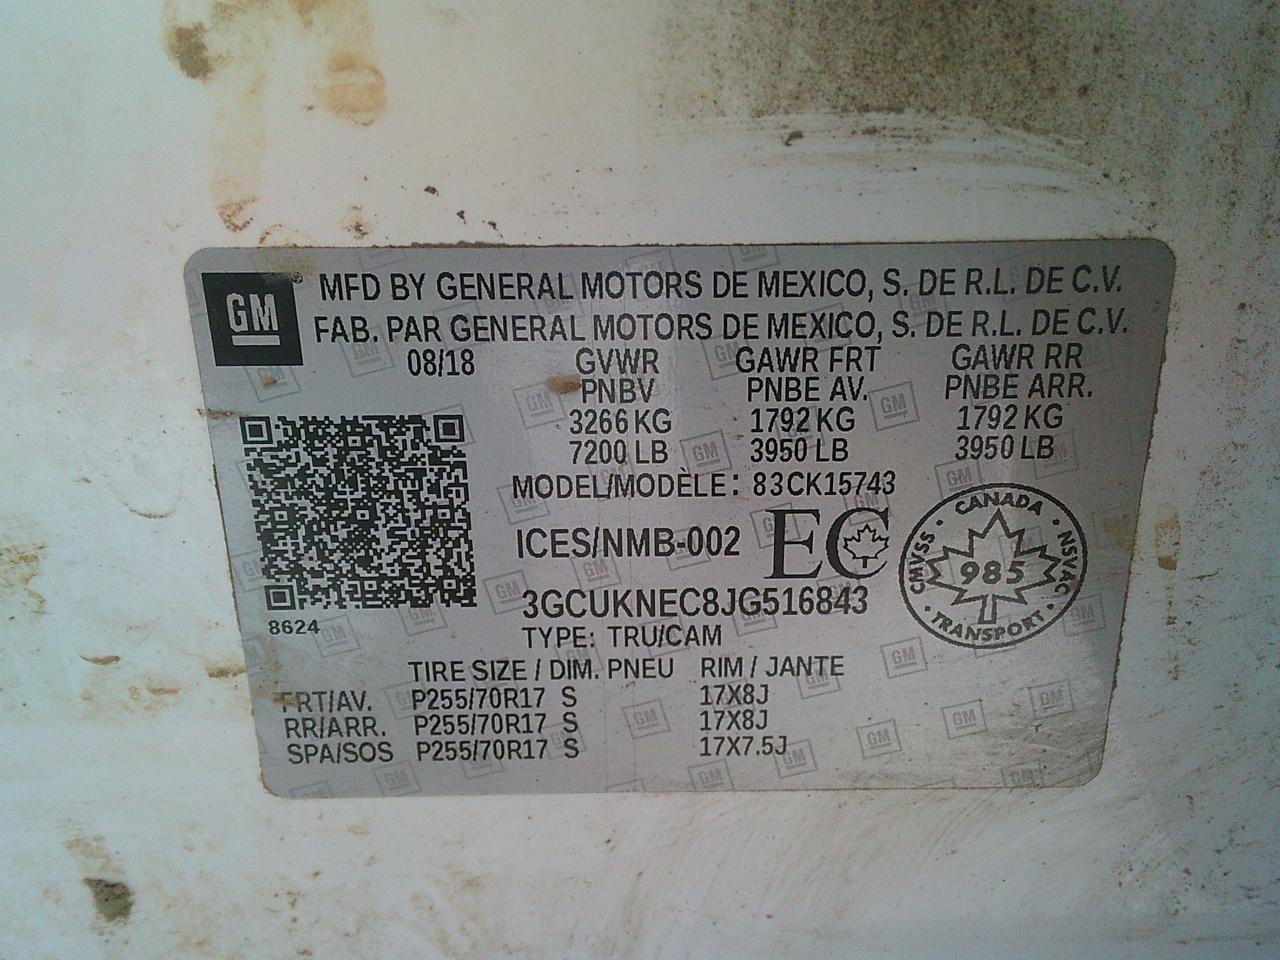 GM
MFD BY GENERAL MOTORS DE MEXICO, S. DE R.L. DE C.V.
FAB. PAR GENERAL MOTORS DE MEXICO, S. DE R.L. DE C.V.
08/18 GVWR GAWR FRT GAWR RR
PNBV PNBE AV. PNBE ARR.
3266 KG 1792 KG 1792 KG
7200 LB 3950 LB 3950 LB
MODEL/MODÈLE: 83CK15743
ICES/NMB-002 EC
CANADA
CMVSS 985 NSVAC
TRANSPORT
3GCUKNEC8JG516843
8624
TYPE: TRU/CAM
TIRE SIZE / DIM. PNEU RIM / JANTE
FRT/AV. P255/70R17 S 17X8J
RR/ARR. P255/70R17 S 17X8J
SPA/SOS P255/70R17 S 17X7.5J